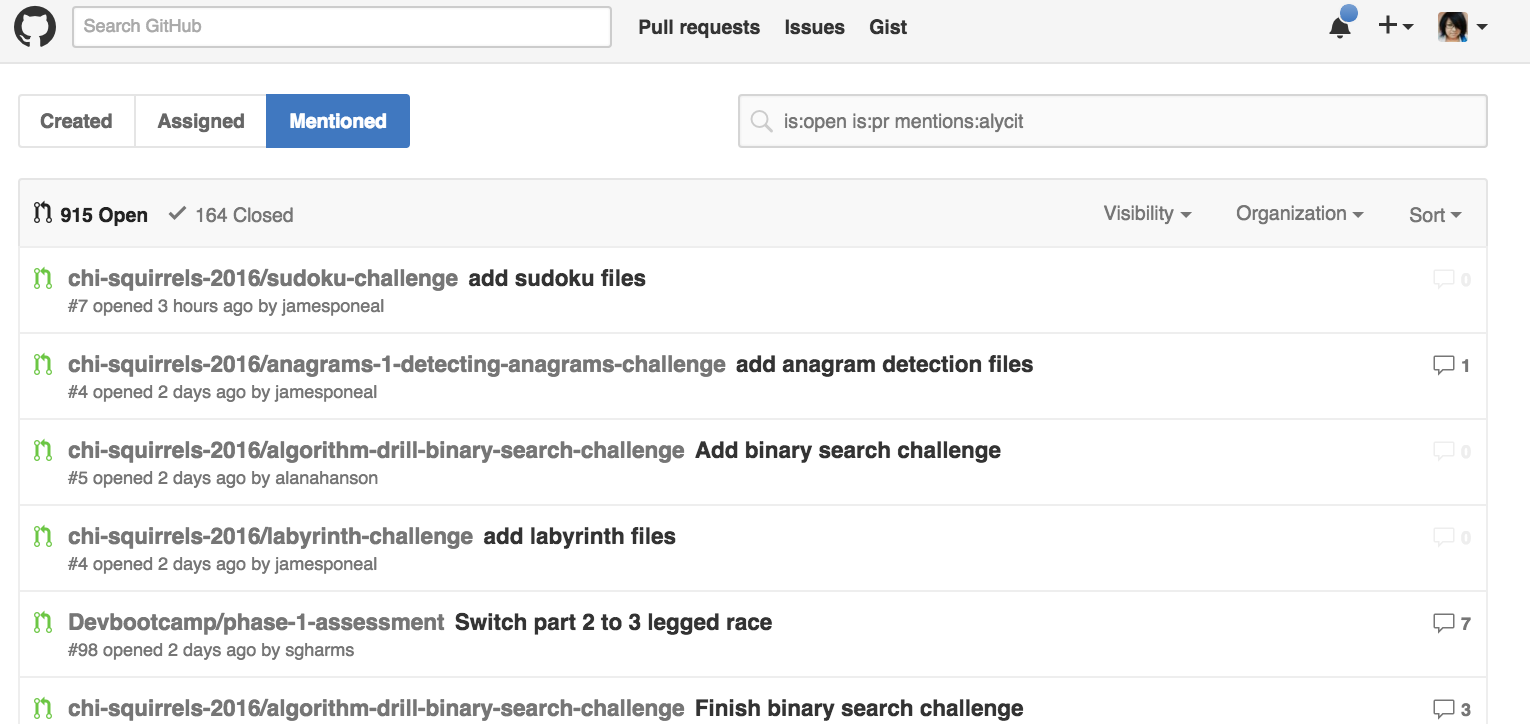 Search GitHub Pull requests Issues Gist
Created Assigned Mentioned is:open is:pr mentions:alycit
915 Open 164 Closed Visibility Organization Sort
chi-squirrels-2016/sudoku-challenge add sudoku files 0
#7 opened 3 hours ago by jamesponeal
chi-squirrels-2016/anagrams-1-detecting-anagrams-challenge add anagram detection files 1
#4 opened 2 days ago by jamesponeal
chi-squirrels-2016/algorithm-drill-binary-search-challenge Add binary search challenge 0
#5 opened 2 days ago by alanahanson
chi-squirrels-2016/labyrinth-challenge add labyrinth files 0
#4 opened 2 days ago by jamesponeal
Devbootcamp/phase-1-assessment Switch part 2 to 3 legged race 7
#98 opened 2 days ago by sgharms
chi-squirrels-2016/algorithm-drill-binary-search-challenge Finish binary search challenge 3